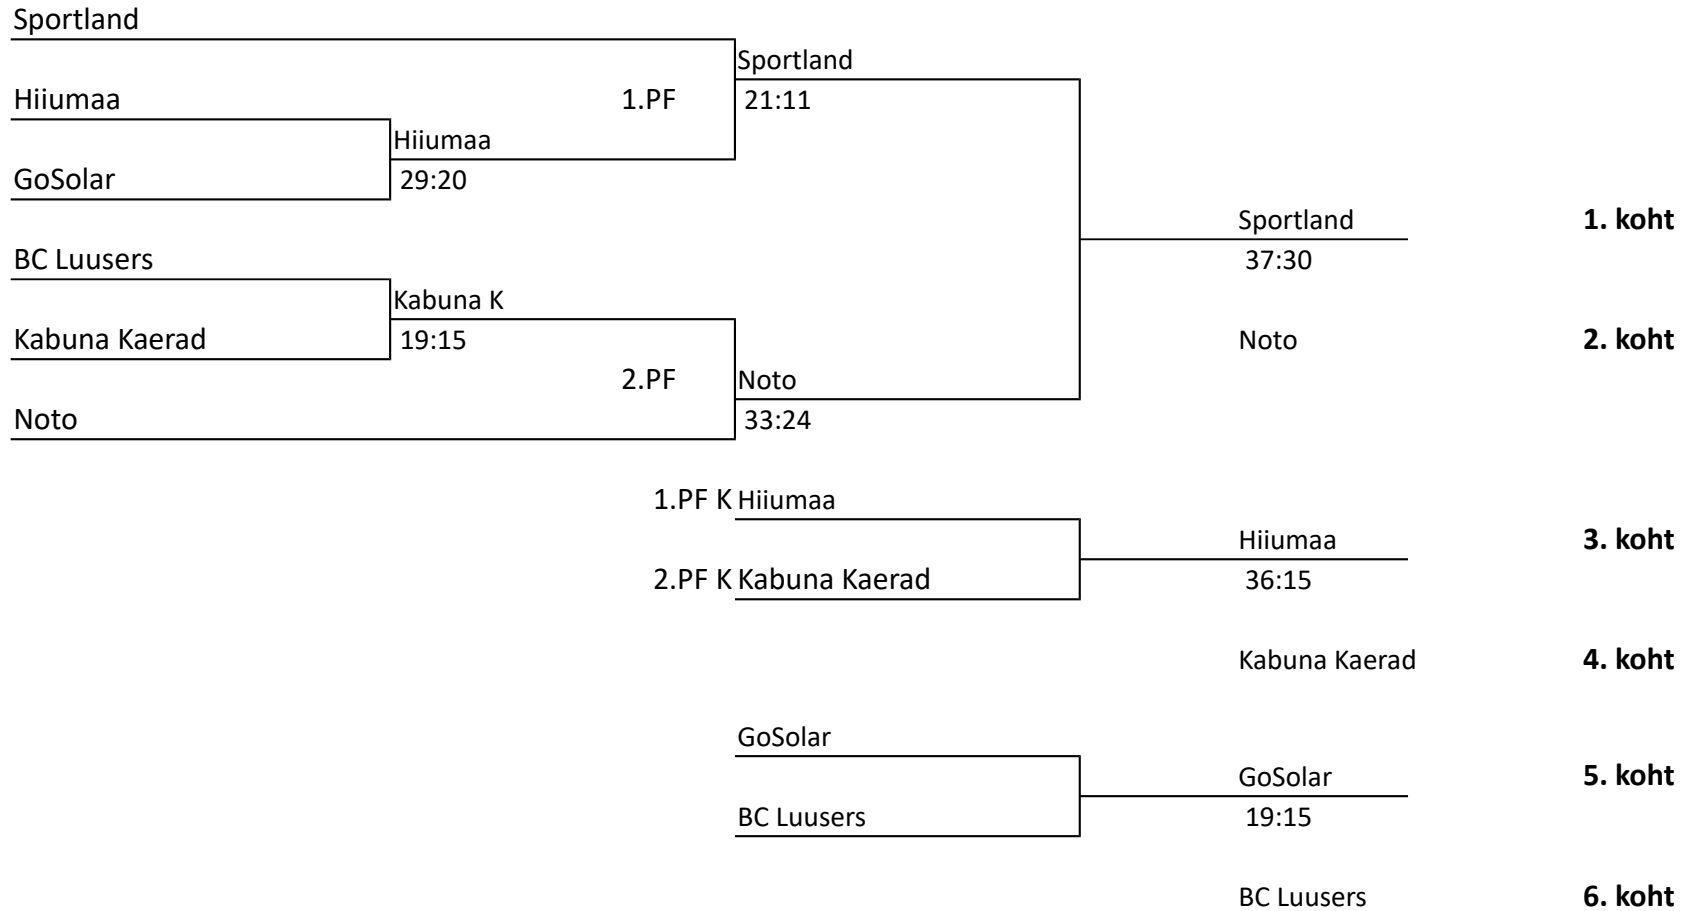 Sportland
Sportland
Hiiumaa 1.PF 21:11
Hiiumaa
GoSolar 29:20
Sportland 1. koht
BC Luusers 37:30
Kabuna K
Kabuna Kaerad 19:15 Noto 2. koht
2.PF Noto
Noto 33:24
1.PF K Hiiumaa
Hiiumaa 3. koht
2.PF K Kabuna Kaerad 36:15
Kabuna Kaerad 4. koht
GoSolar
GoSolar 5. koht
BC Luusers 19:15
BC Luusers 6. koht